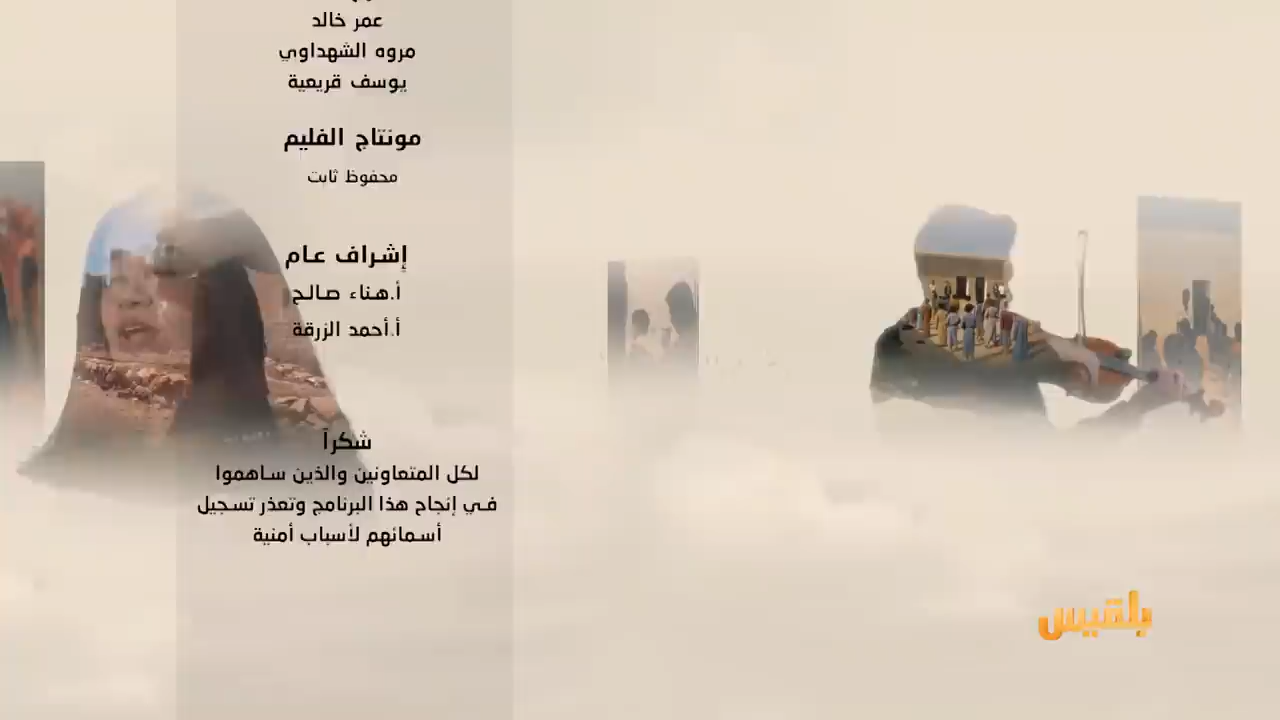 عمر خالد
مروه الشهداوي
يوسف قريعية
مونتاج الفليم
محفوظ ثابت
إشراف عام
أ.هناء صالح
أ.أحمد الزرقة
شكراً
لكل المتعاونين والذين ساهموا
في إنجاح هذا البرنامج وتعذر تسجيل
أسمائهم لأسباب أمنية
بلقيس